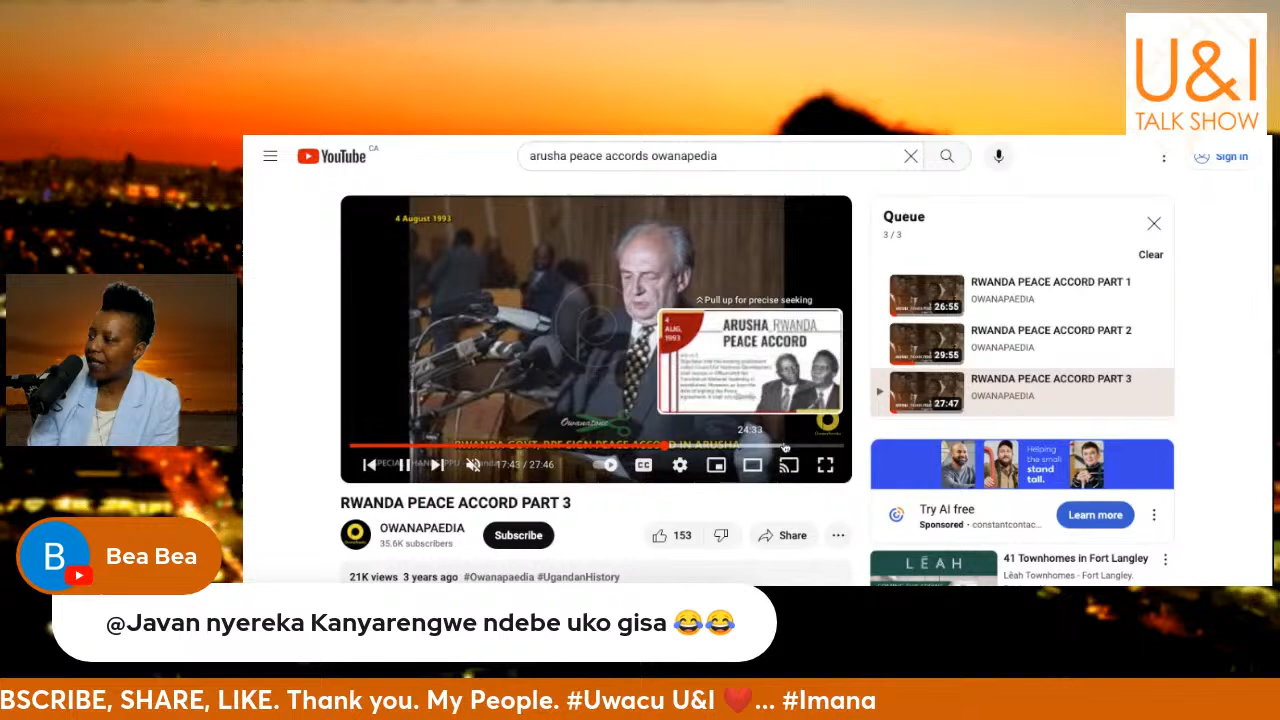 U&I
TALK SHOW
YouTube CA
arusha peace accords owanapedia
Sign in
4 August 1993
Pull up for precise seeking
4 AUG, 1993
ARUSHA, RWANDA
PEACE ACCORD
Owanatomy
24:33
RWANDA GOVT, RPF SIGN PEACE ACCORD IN ARUSHA
17:43 / 27:46
CC
RWANDA PEACE ACCORD PART 3
OWANAPAEDIA
35.6K subscribers
Subscribe
153
Share
21K views 3 years ago #Owanapaedia #UgandanHistory
Queue
3 / 3
Clear
26:55
RWANDA PEACE ACCORD PART 1
OWANAPAEDIA
29:55
RWANDA PEACE ACCORD PART 2
OWANAPAEDIA
27:47
RWANDA PEACE ACCORD PART 3
OWANAPAEDIA
Helping
the small
stand
tall.
Try AI free
Sponsored · constantcontac...
Learn more
LĒAH
41 Townhomes in Fort Langley
Lēah Townhomes - Fort Langley.
B
Bea Bea
@Javan nyereka Kanyarengwe ndebe uko gisa 😂😂
BSCRIBE, SHARE, LIKE. Thank you. My People. #Uwacu U&I ❤️... #Imana